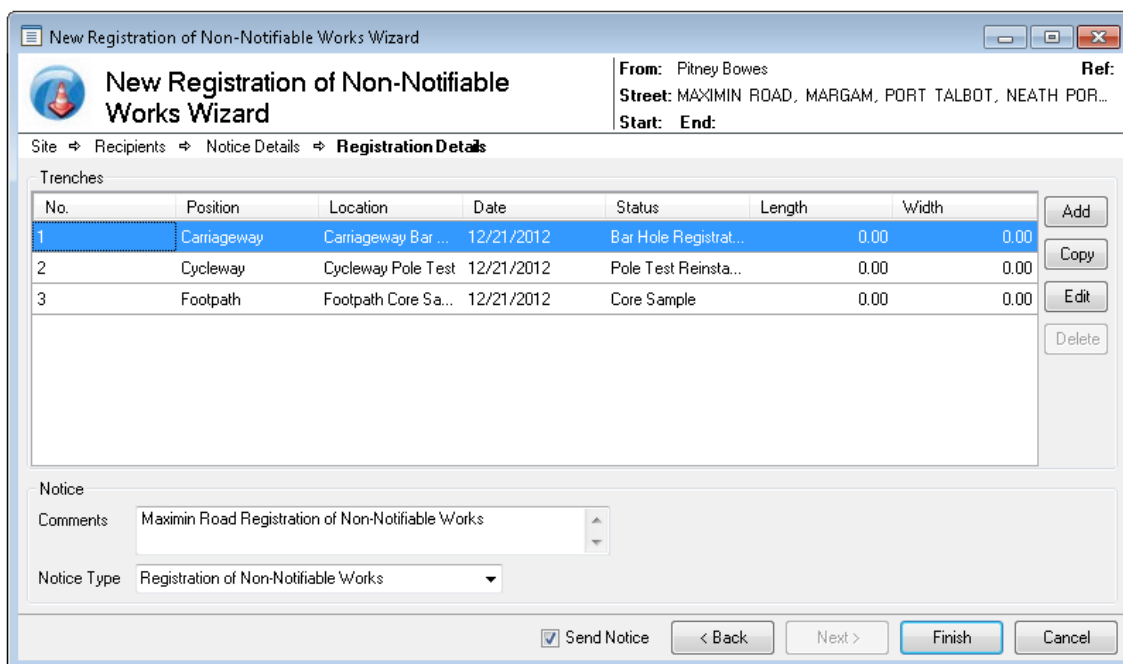 New Registration of Non-Notifiable Works Wizard
New Registration of Non-Notifiable
Works Wizard
From: Pitney Bowes Ref:
Street: MAXIMIN ROAD, MARGAM, PORT TALBOT, NEATH POR...
Start: End:
Site ⇨ Recipients ⇨ Notice Details ⇨ Registration Details
Trenches
No. Position Location Date Status Length Width
1 Carriageway Carriageway Bar ... 12/21/2012 Bar Hole Registrat... 0.00 0.00
2 Cycleway Cycleway Pole Test 12/21/2012 Pole Test Reinsta... 0.00 0.00
3 Footpath Footpath Core Sa... 12/21/2012 Core Sample 0.00 0.00
Add
Copy
Edit
Delete
Notice
Comments Maximin Road Registration of Non-Notifiable Works
Notice Type Registration of Non-Notifiable Works
Send Notice < Back Next > Finish Cancel